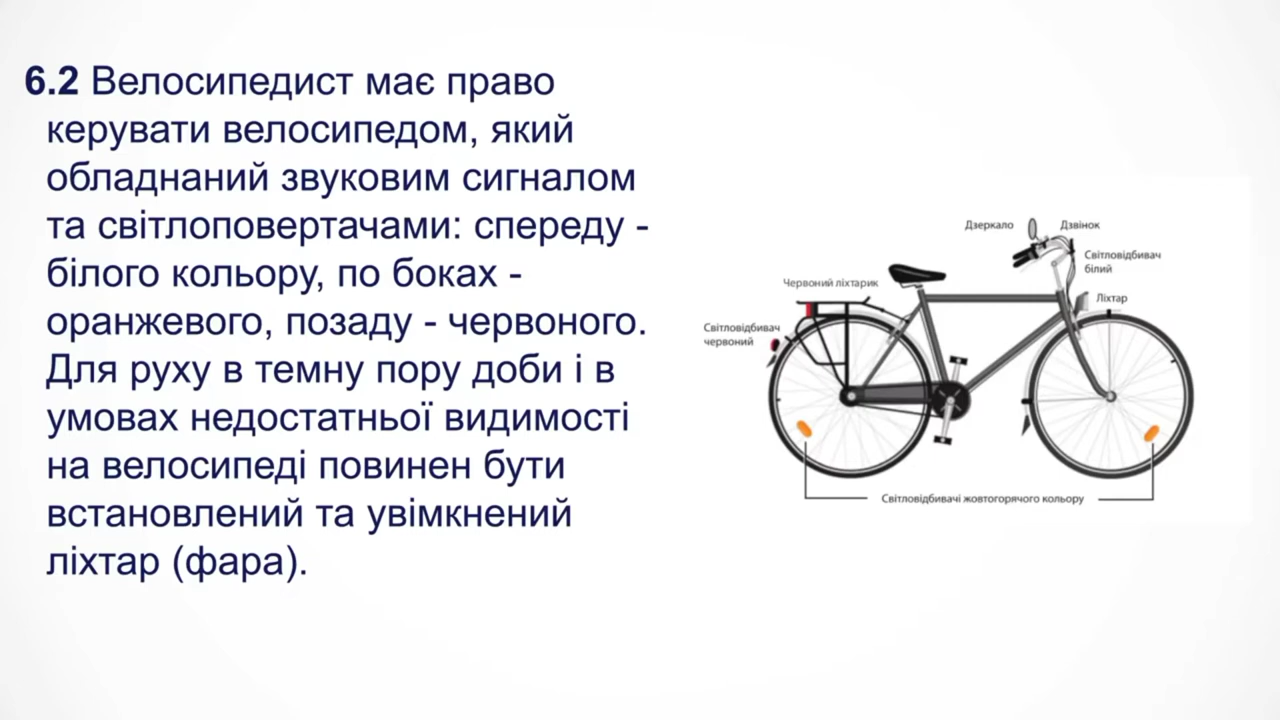 6.2 Велосипедист має право
керувати велосипедом, який
обладнаний звуковим сигналом
та світлоповертачами: спереду -
білого кольору, по боках -
оранжевого, позаду - червоного.
Для руху в темну пору доби і в
умовах недостатньої видимості
на велосипеді повинен бути
встановлений та увімкнений
ліхтар (фара).
Дзеркало
Дзвінок
Світловідбивач
білий
Червоний ліхтарик
Ліхтар
Світловідбивач
червоний
Світловідбивачі жовтогорячого кольору